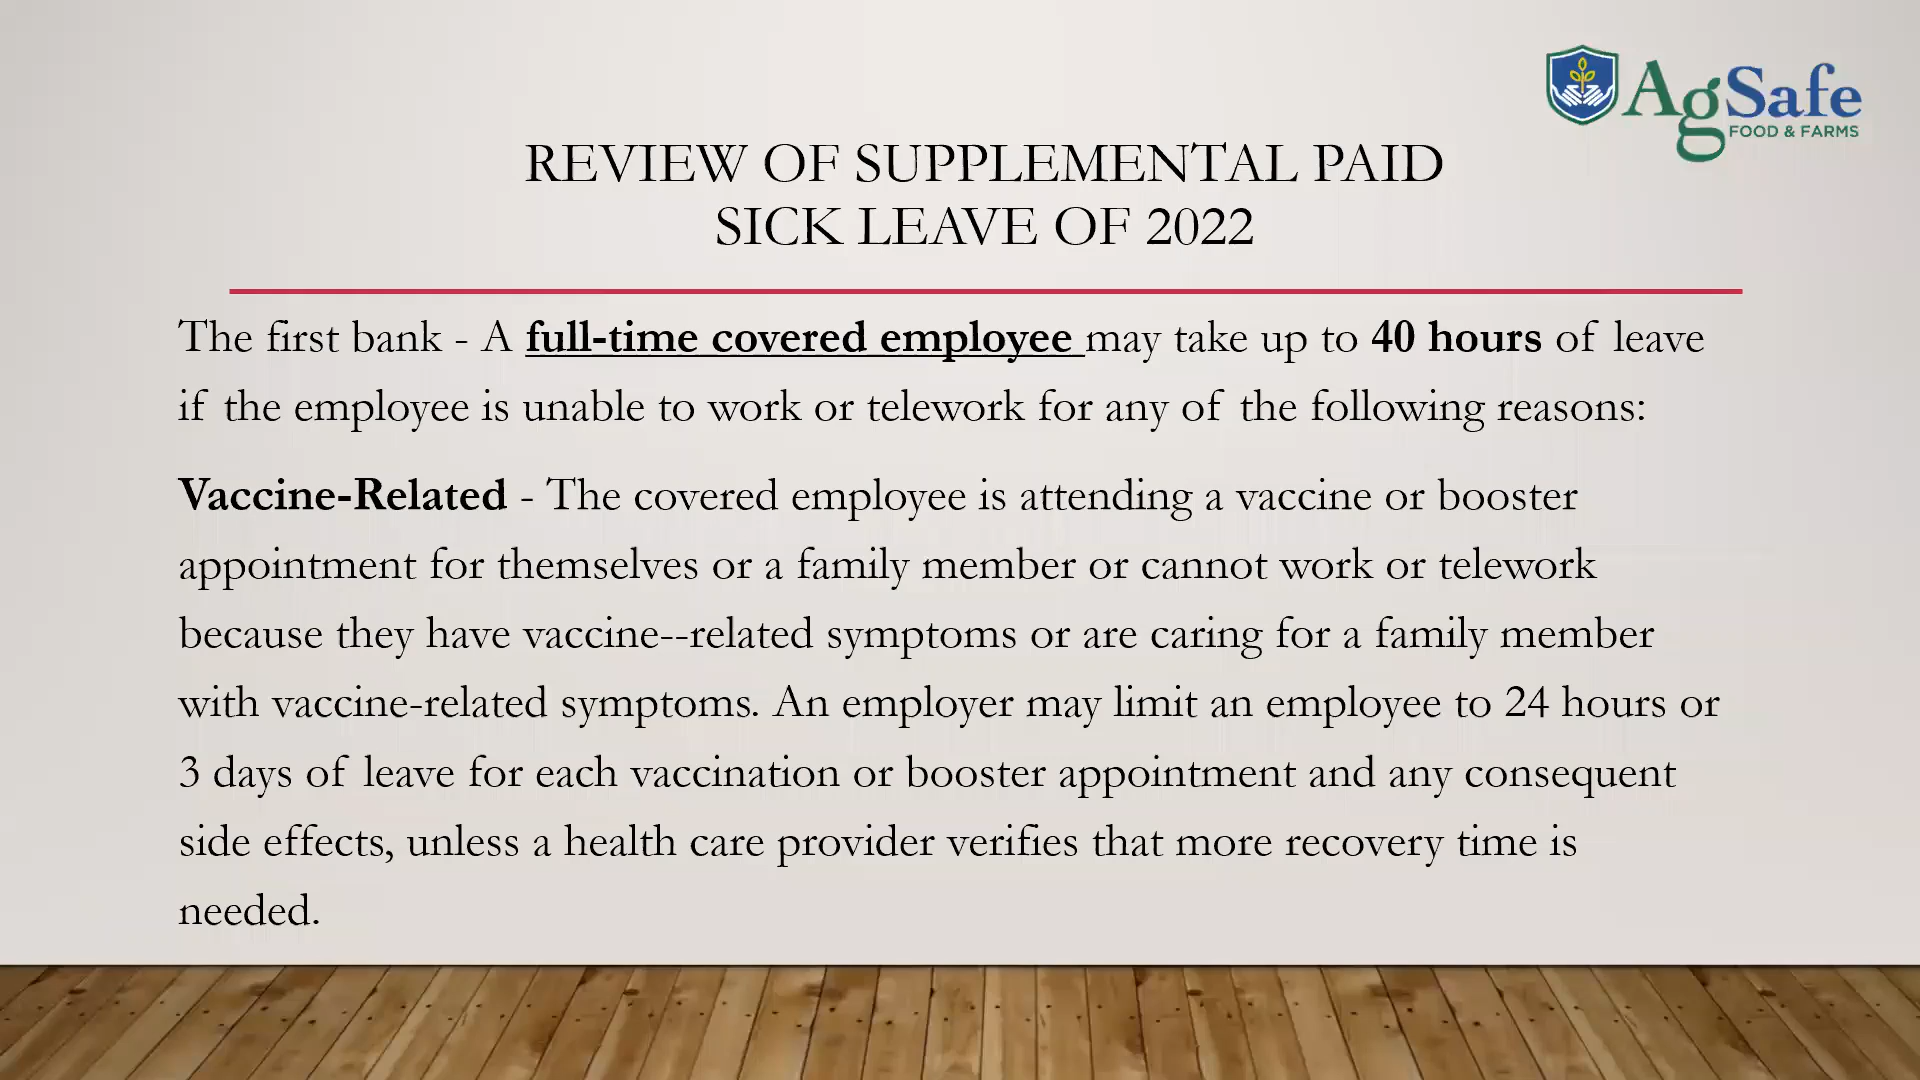 AgSafe
FOOD & FARMS
REVIEW OF SUPPLEMENTAL PAID
SICK LEAVE OF 2022
The first bank - A full-time covered employee may take up to 40 hours of leave
if the employee is unable to work or telework for any of the following reasons:
Vaccine-Related - The covered employee is attending a vaccine or booster
appointment for themselves or a family member or cannot work or telework
because they have vaccine--related symptoms or are caring for a family member
with vaccine-related symptoms. An employer may limit an employee to 24 hours or
3 days of leave for each vaccination or booster appointment and any consequent
side effects, unless a health care provider verifies that more recovery time is
needed.